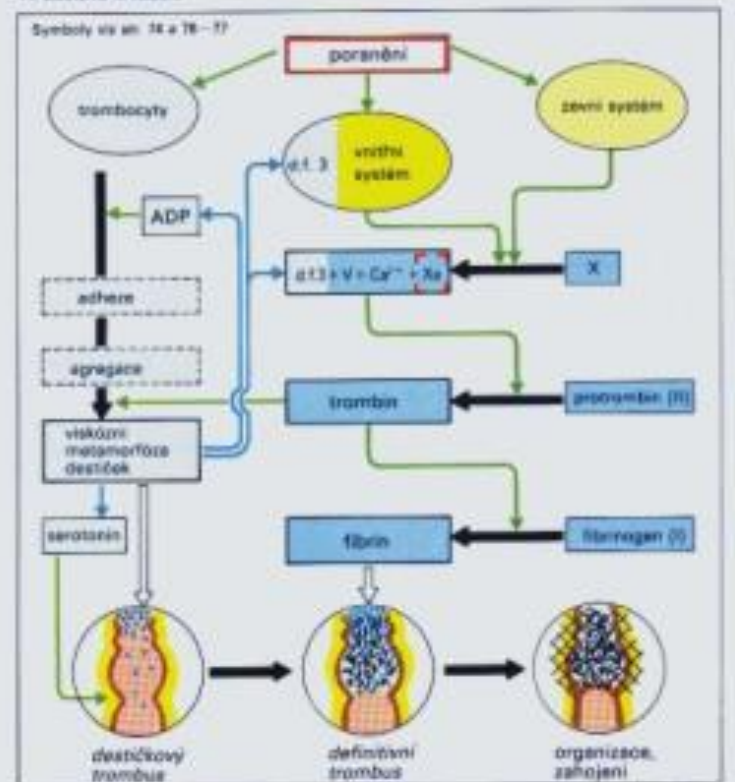 Symboly viz str. 74 a 76–77
poranění
trombocyty
zevní systém
d.f. 3
vnitřní
systém
ADP
d.f.3 + V + Ca²⁺ + Xa
X
adheze
agregace
trombin
protrombin (II)
viskózní
metamorfóza
destiček
serotonin
fibrin
fibrinogen (I)
destičkový
trombus
definitivní
trombus
organizace,
zahojení